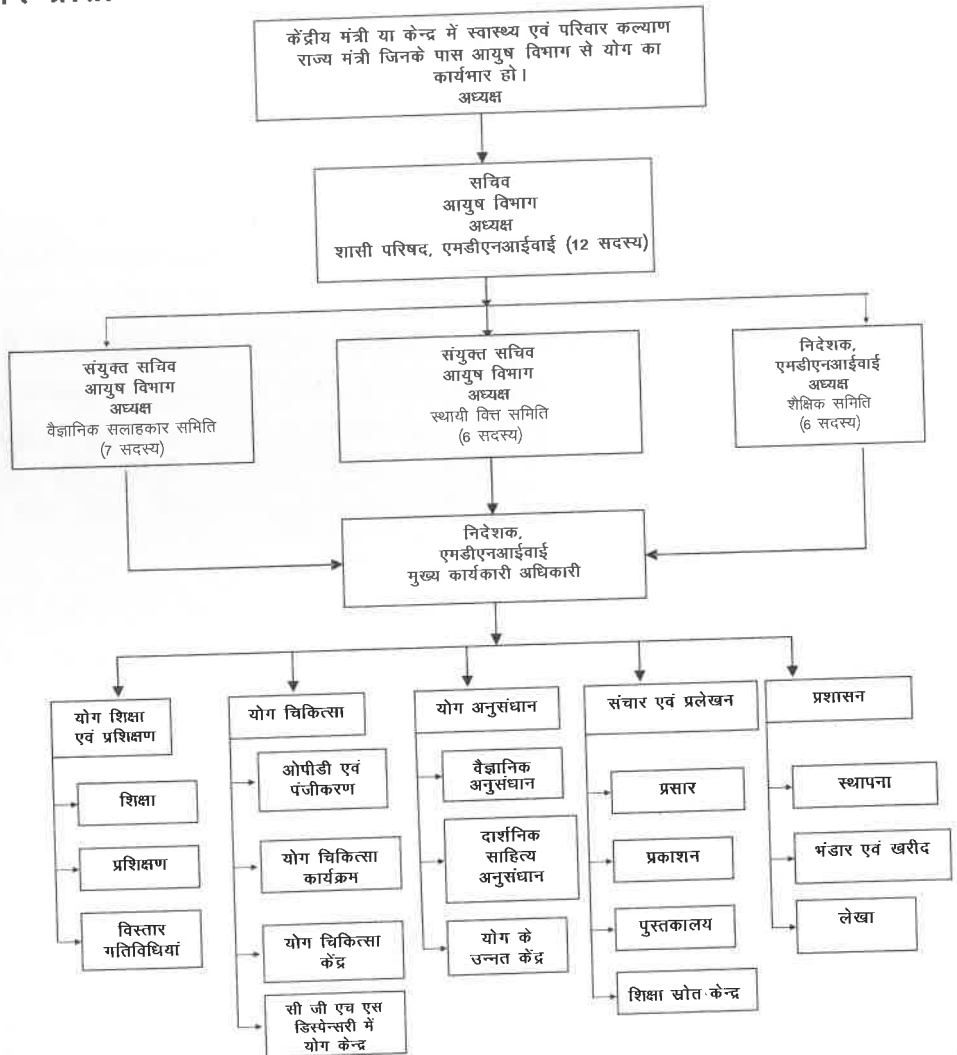 केंद्रीय मंत्री या केन्द्र में स्वास्थ्य एवं परिवार कल्याण
राज्य मंत्री जिनके पास आयुष विभाग से योग का
कार्यभार हो।
अध्यक्ष
सचिव
आयुष विभाग
अध्यक्ष
शासी परिषद, एमडीएनआईवाई (12 सदस्य)
संयुक्त सचिव
आयुष विभाग
अध्यक्ष
वैज्ञानिक सलाहकार समिति
(7 सदस्य)
संयुक्त सचिव
आयुष विभाग
अध्यक्ष
स्थायी वित्त समिति
(6 सदस्य)
निदेशक,
एमडीएनआईवाई
अध्यक्ष
शैक्षिक समिति
(6 सदस्य)
निदेशक,
एमडीएनआईवाई
मुख्य कार्यकारी अधिकारी
योग शिक्षा
एवं प्रशिक्षण
शिक्षा
प्रशिक्षण
विस्तार
गतिविधियां
योग चिकित्सा
ओपीडी एवं
पंजीकरण
योग चिकित्सा
कार्यक्रम
योग चिकित्सा
केंद्र
सी जी एच एस
डिस्पेन्सरी में
योग केन्द्र
योग अनुसंधान
वैज्ञानिक
अनुसंधान
दार्शनिक
साहित्य
अनुसंधान
योग के
उन्नत केंद्र
संचार एवं प्रलेखन
प्रसार
प्रकाशन
पुस्तकालय
शिक्षा स्रोत केन्द्र
प्रशासन
स्थापना
भंडार एवं खरीद
लेखा